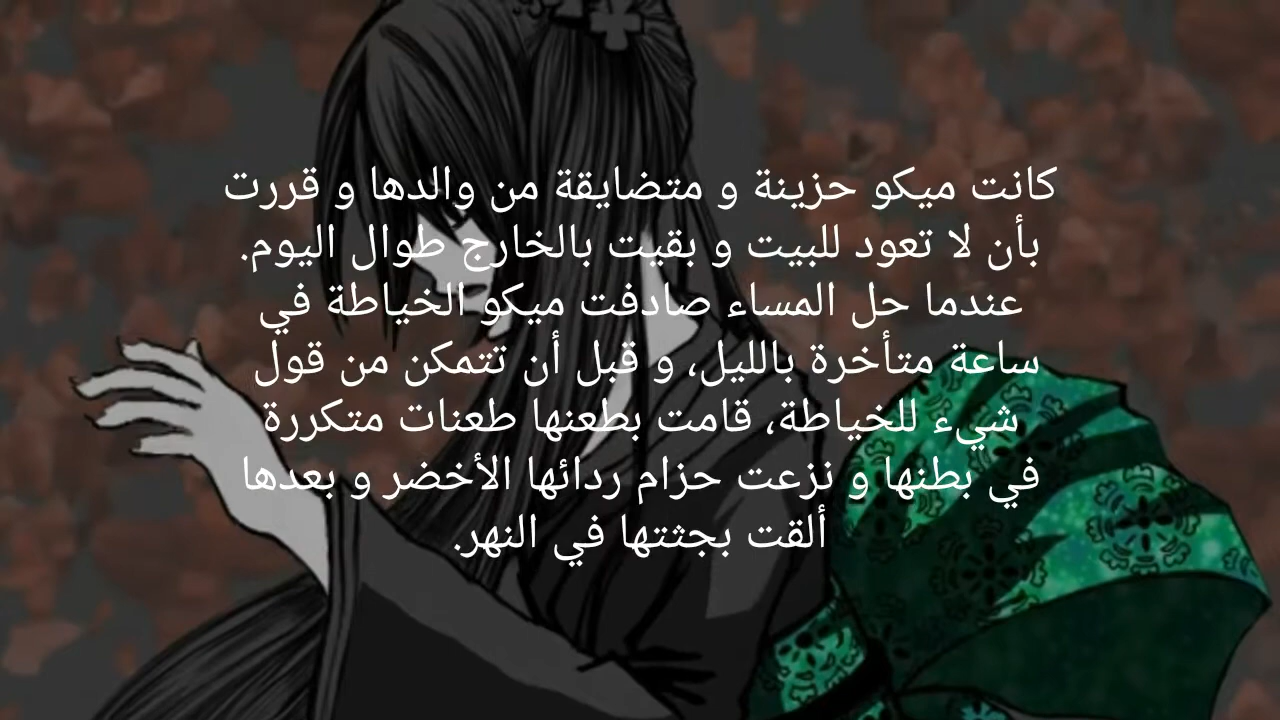 كانت ميكو حزينة و متضايقة من والدها و قررت
بأن لا تعود للبيت و بقيت بالخارج طوال اليوم.
عندما حل المساء صادفت ميكو الخياطة في
ساعة متأخرة بالليل، و قبل أن تتمكن من قول
شيء للخياطة، قامت بطعنها طعنات متكررة
في بطنها و نزعت حزام ردائها الأخضر و بعدها
ألقت بجثتها في النهر.